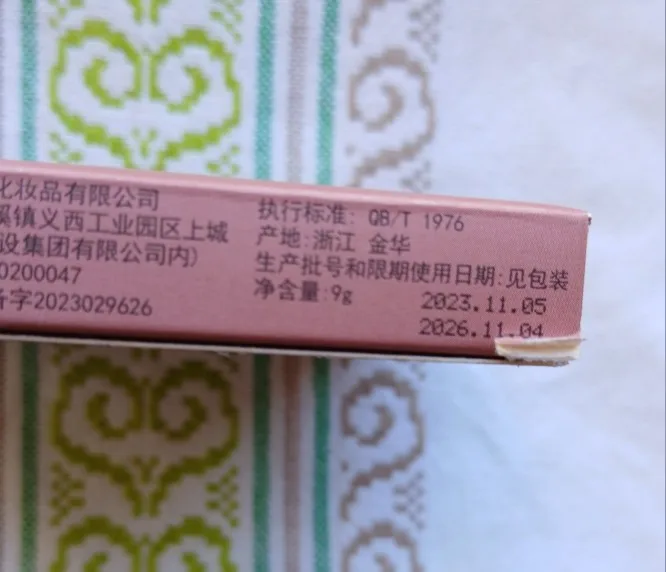 化妆品有限公司
溪镇义西工业园区上城
设集团有限公司内)
0200047
备字2023029626
执行标准: QB/T 1976
产地:浙江 金华
生产批号和限期使用日期:见包装
净含量:9g
2023.11.05
2026.11.04